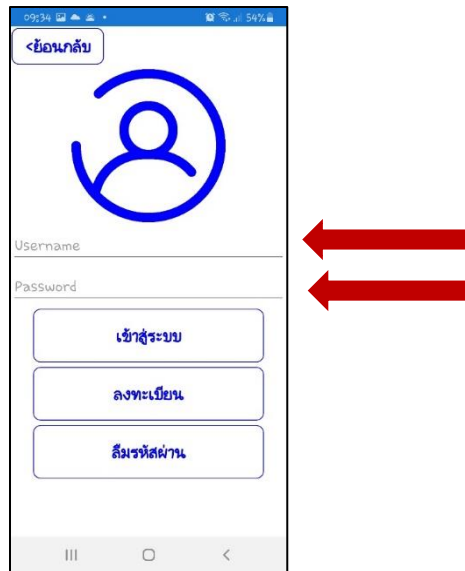 09:34 54%
<ย้อนกลับ
Username
Password
เข้าสู่ระบบ
ลงทะเบียน
ลืมรหัสผ่าน